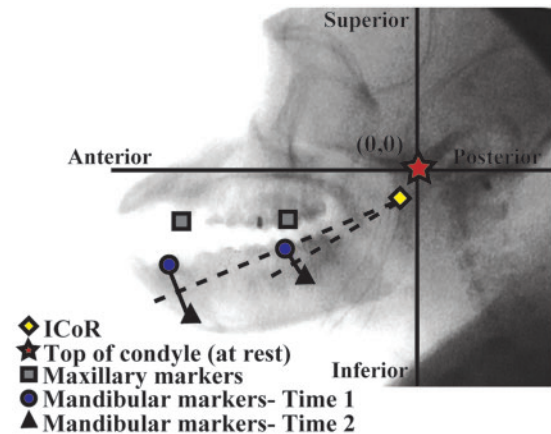 Superior
(0,0)
Anterior
Posterior
ICoR
Top of condyle (at rest)
Maxillary markers
Mandibular markers- Time 1
Mandibular markers- Time 2
Inferior